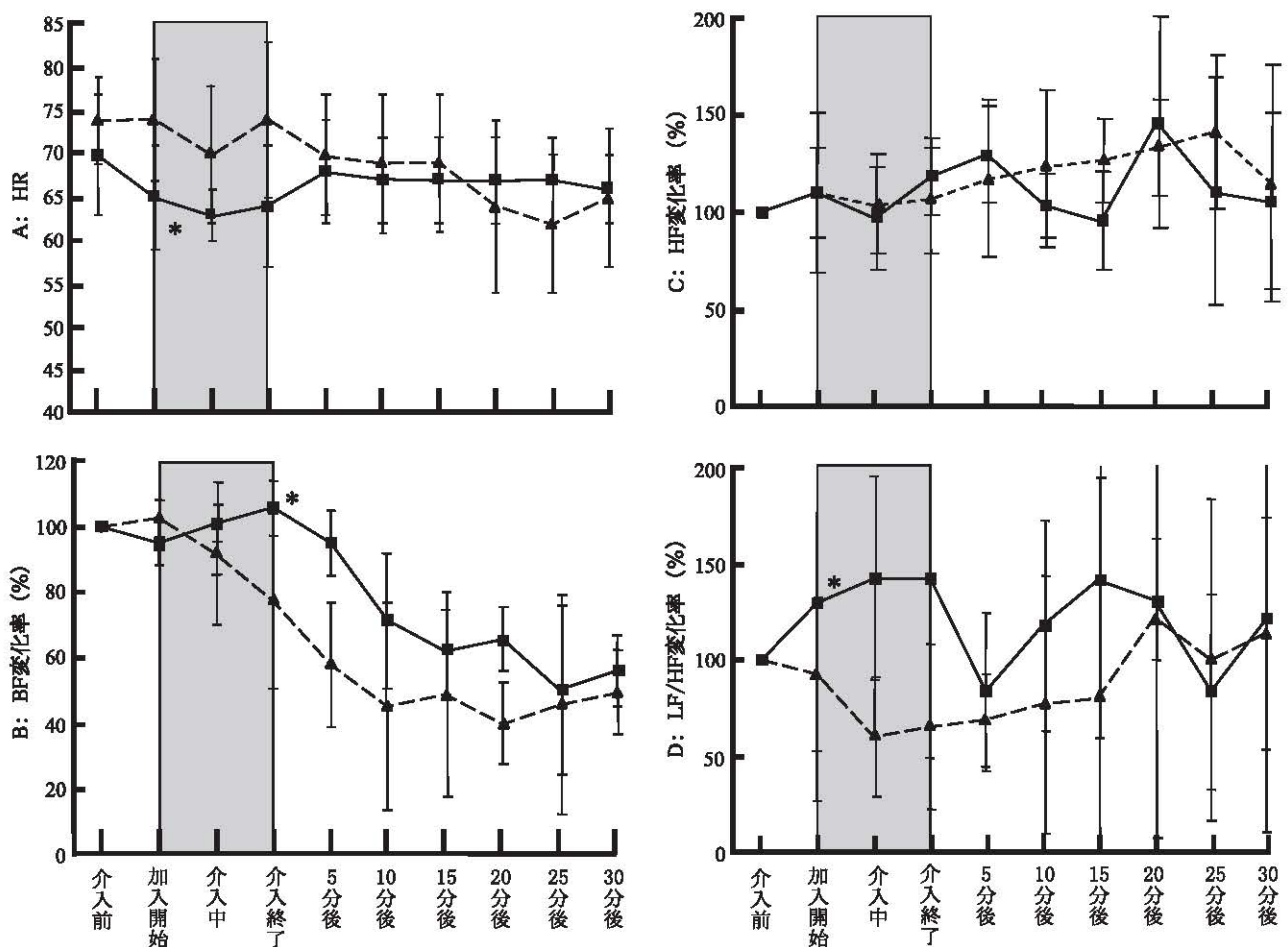 85
80
75
70
65
60
55
50
45
40
A: HR
*
200
150
100
50
0
C: HF変化率 (%)
120
100
80
60
40
20
0
B: BF変化率 (%)
*
介入前
加入開始
介入中
介入終了
5分後
10分後
15分後
20分後
25分後
30分後
200
150
100
50
0
D: LF/HF変化率 (%)
*
介入前
加入開始
介入中
介入終了
5分後
10分後
15分後
20分後
25分後
30分後